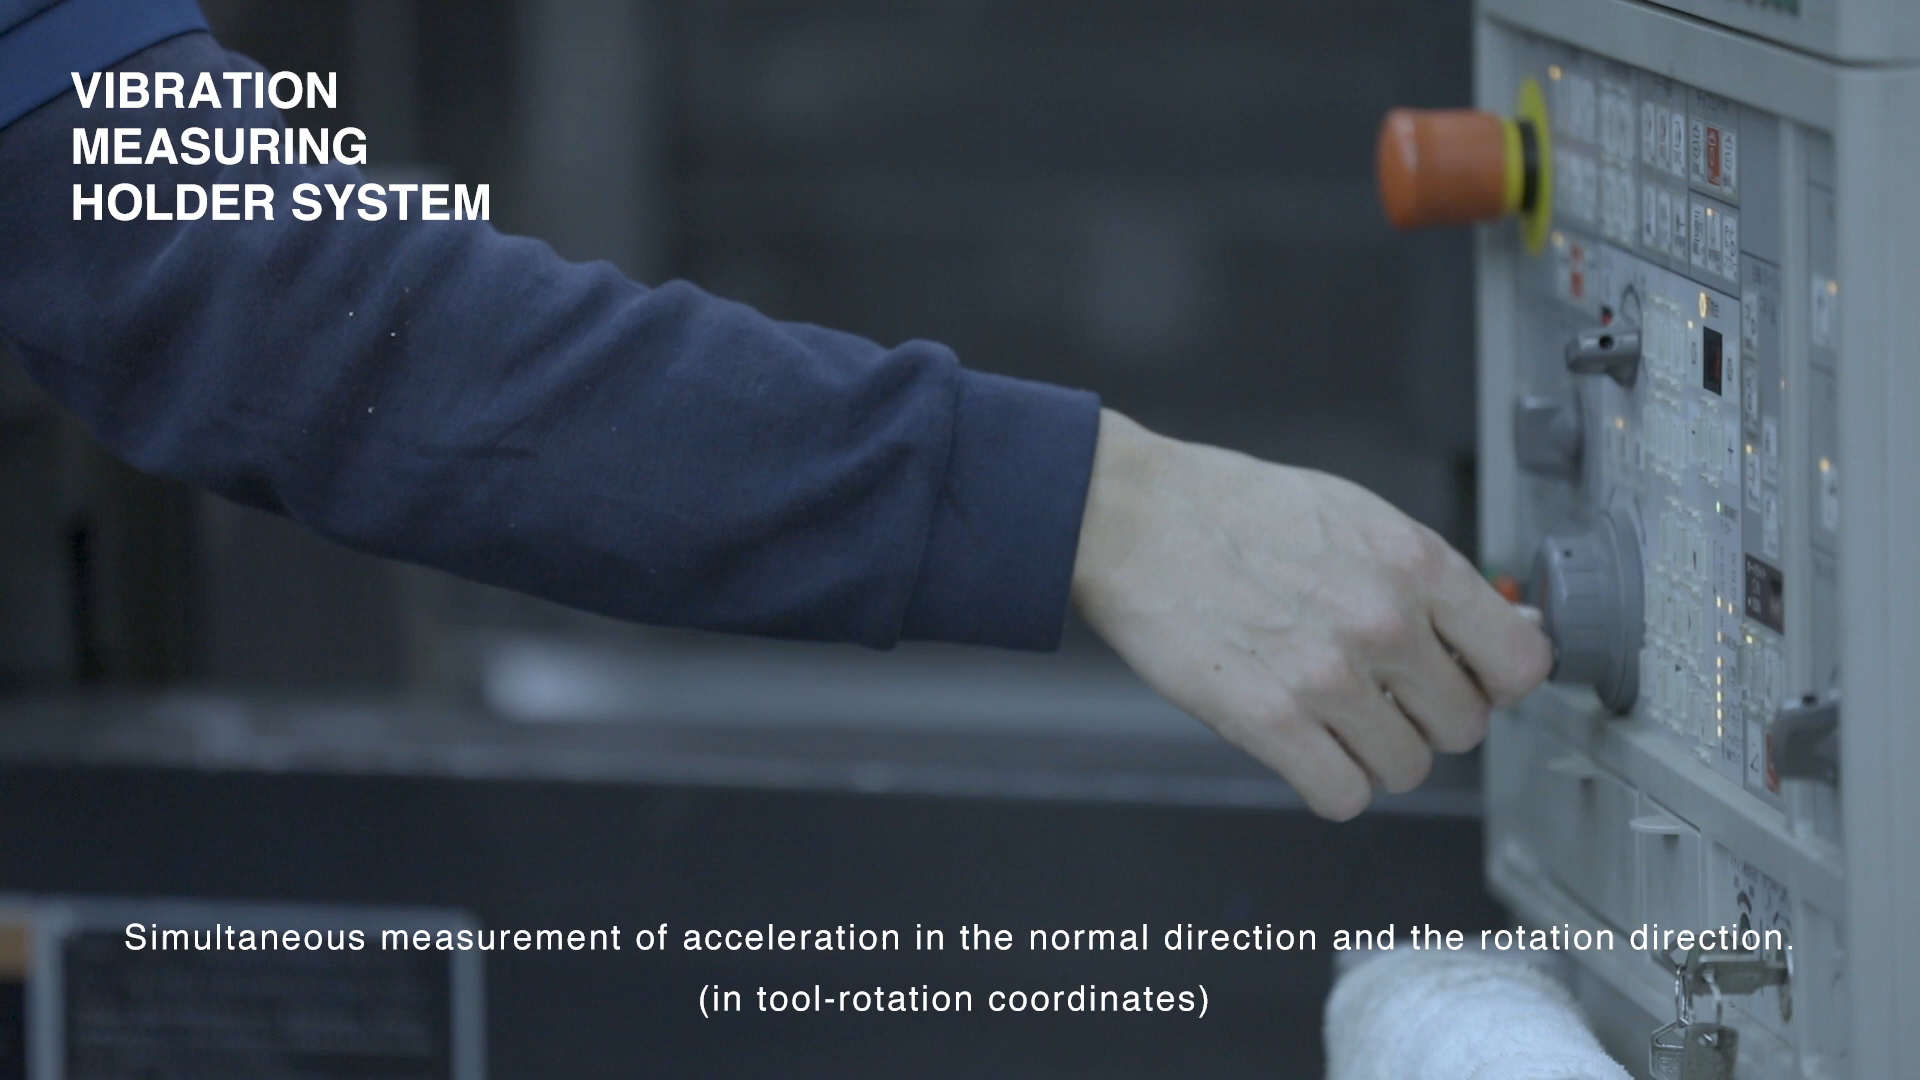 VIBRATION
MEASURING
HOLDER SYSTEM
Simultaneous measurement of acceleration in the normal direction and the rotation direction.
(in tool-rotation coordinates)